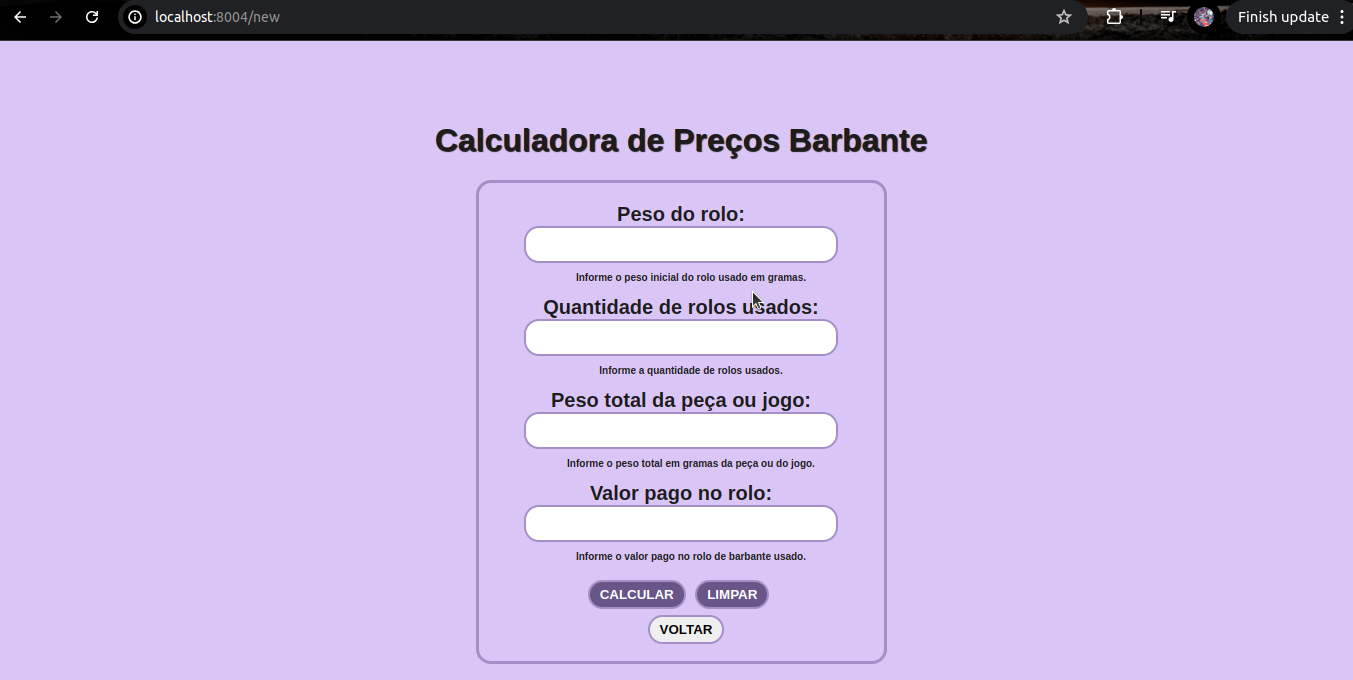 localhost:8004/new
Finish update
Calculadora de Preços Barbante
Peso do rolo:
Informe o peso inicial do rolo usado em gramas.
Quantidade de rolos usados:
Informe a quantidade de rolos usados.
Peso total da peça ou jogo:
Informe o peso total em gramas da peça ou do jogo.
Valor pago no rolo:
Informe o valor pago no rolo de barbante usado.
CALCULAR LIMPAR
VOLTAR